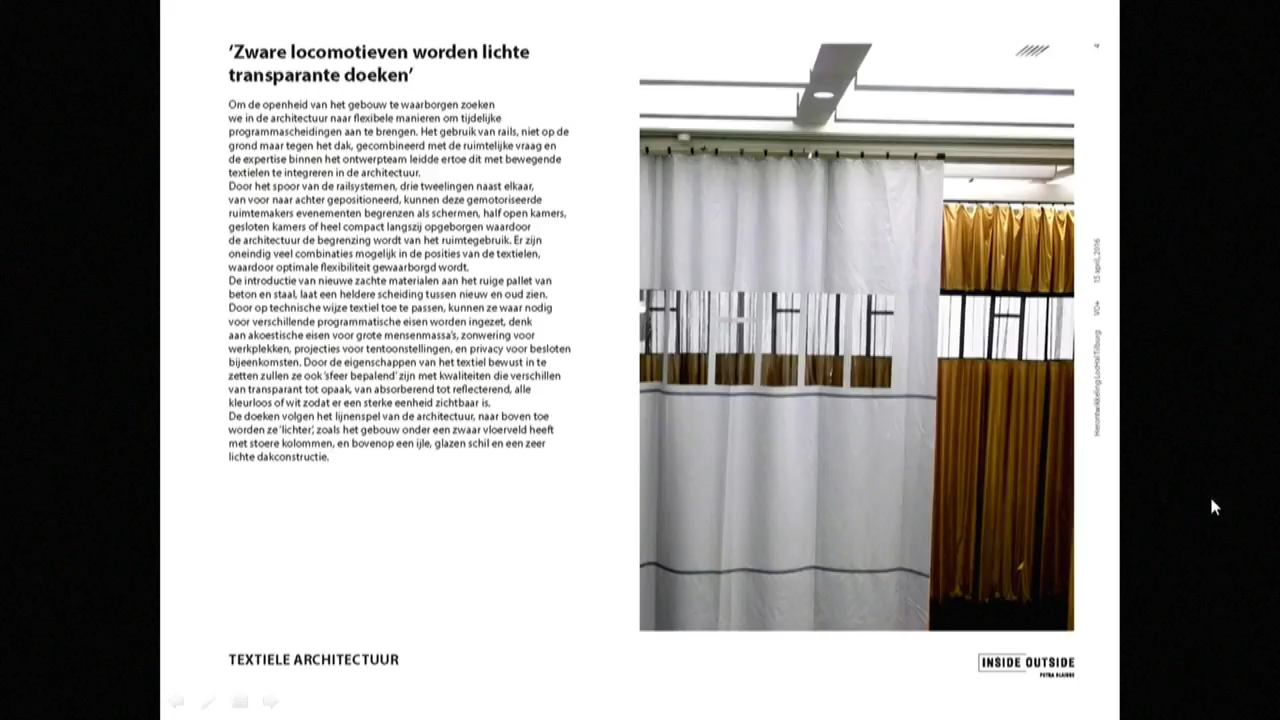 ‘Zware locomotieven worden lichte
transparante doeken’
Om de openheid van het gebouw te waarborgen zoeken
we in de architectuur naar flexibele manieren om tijdelijke
programmascheidingen aan te brengen. Het gebruik van rails, niet op de
grond maar tegen het dak, gecombineerd met de ruimtelijke vraag en
de expertise binnen het ontwerpteam leidde ertoe dit met bewegende
textielen te integreren in de architectuur.
Door het spoor van de railsystemen, drie tweelingen naast elkaar,
van voor naar achter gepositioneerd, kunnen deze gemotoriseerde
ruimtemakers evenementen begrenzen als schermen, half open kamers,
gesloten kamers of heel compact langszij opgeborgen waardoor
de architectuur de begrenzing wordt van het ruimtegebruik. Er zijn
oneindig veel combinaties mogelijk in de posities van de textielen,
waardoor optimale flexibiliteit gewaarborgd wordt.
De introductie van nieuwe zachte materialen aan het ruige pallet van
beton en staal, laat een heldere scheiding tussen nieuw en oud zien.
Door op technische wijze textiel toe te passen, kunnen ze waar nodig
voor verschillende programmatische eisen worden ingezet, denk
aan akoestische eisen voor grote mensenmassa’s, zonwering voor
werkplekken, projecties voor tentoonstellingen, en privacy voor besloten
bijeenkomsten. Door de eigenschappen van het textiel bewust in te
zetten zullen ze ook ‘sfeer bepalend’ zijn met kwaliteiten die verschillen
van transparant tot opaak, van absorberend tot reflecterend, alle
kleurloos of wit zodat er een sterke eenheid zichtbaar is.
De doeken volgen het lijnenspel van de architectuur, naar boven toe
worden ze ‘lichter’, zoals het gebouw onder een zwaar vloerveld heeft
met stoere kolommen, en bovenop een ijle, glazen schil en een zeer
lichte dakconstructie.
4
Herontwikkeling LocHal Tilburg VO+ 15 april, 2016
TEXTIELE ARCHITECTUUR
INSIDE OUTSIDE
PETRA BLAISSE